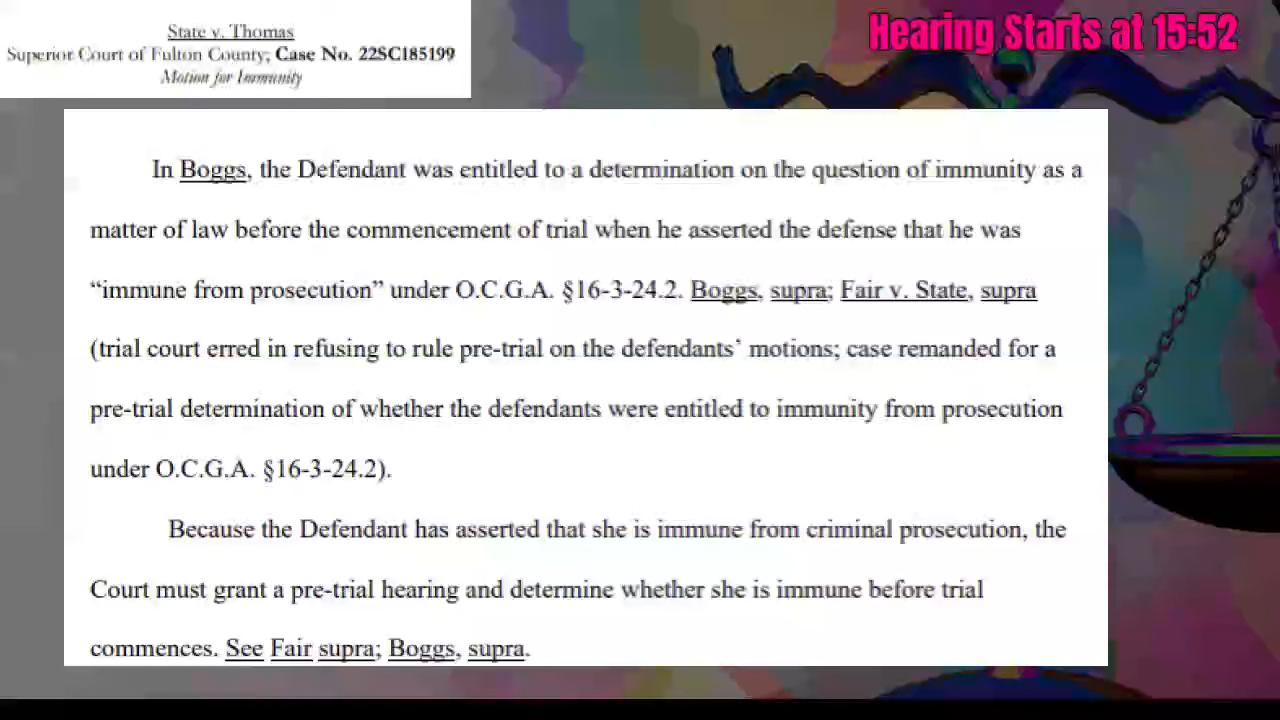 State v. Thomas
Superior Court of Fulton County; Case No. 22SC185199
Motion for Immunity
Hearing Starts at 15:52
In Boggs, the Defendant was entitled to a determination on the question of immunity as a
matter of law before the commencement of trial when he asserted the defense that he was
“immune from prosecution” under O.C.G.A. §16-3-24.2. Boggs, supra; Fair v. State, supra
(trial court erred in refusing to rule pre-trial on the defendants’ motions; case remanded for a
pre-trial determination of whether the defendants were entitled to immunity from prosecution
under O.C.G.A. §16-3-24.2).
Because the Defendant has asserted that she is immune from criminal prosecution, the
Court must grant a pre-trial hearing and determine whether she is immune before trial
commences. See Fair supra; Boggs, supra.